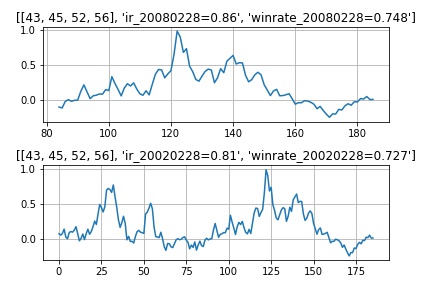 [[43, 45, 52, 56], 'ir_20080228=0.86', 'winrate_20080228=0.748']
1.0
0.5
0.0
80 100 120 140 160 180
[[43, 45, 52, 56], 'ir_20020228=0.81', 'winrate_20020228=0.727']
1.0
0.5
0.0
0 25 50 75 100 125 150 175